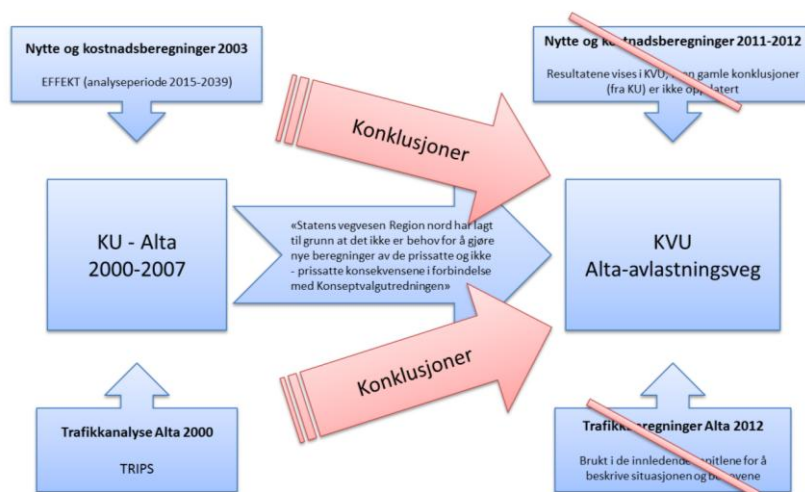 Nytte og kostnadsberegninger 2003
EFFEKT (analyseperiode 2015-2039)
Nytte og kostnadsberegninger 2011-2012
Resultatene vises i KVU, men gamle konklusjoner
(fra KU) er ikke oppdatert
Konklusjoner
KU - Alta
2000-2007
«Statens vegvesen Region nord har lagt
til grunn at det ikke er behov for å gjøre
nye beregninger av de prissatte og ikke
- prissatte konsekvensene i forbindelse
med Konseptvalgutredningen»
KVU
Alta-avlastningsveg
Konklusjoner
Trafikkanalyse Alta 2000
TRIPS
Trafikkberegninger Alta 2012
Brukt i de innledende kapitlene for å
beskrive situasjonen og behovene